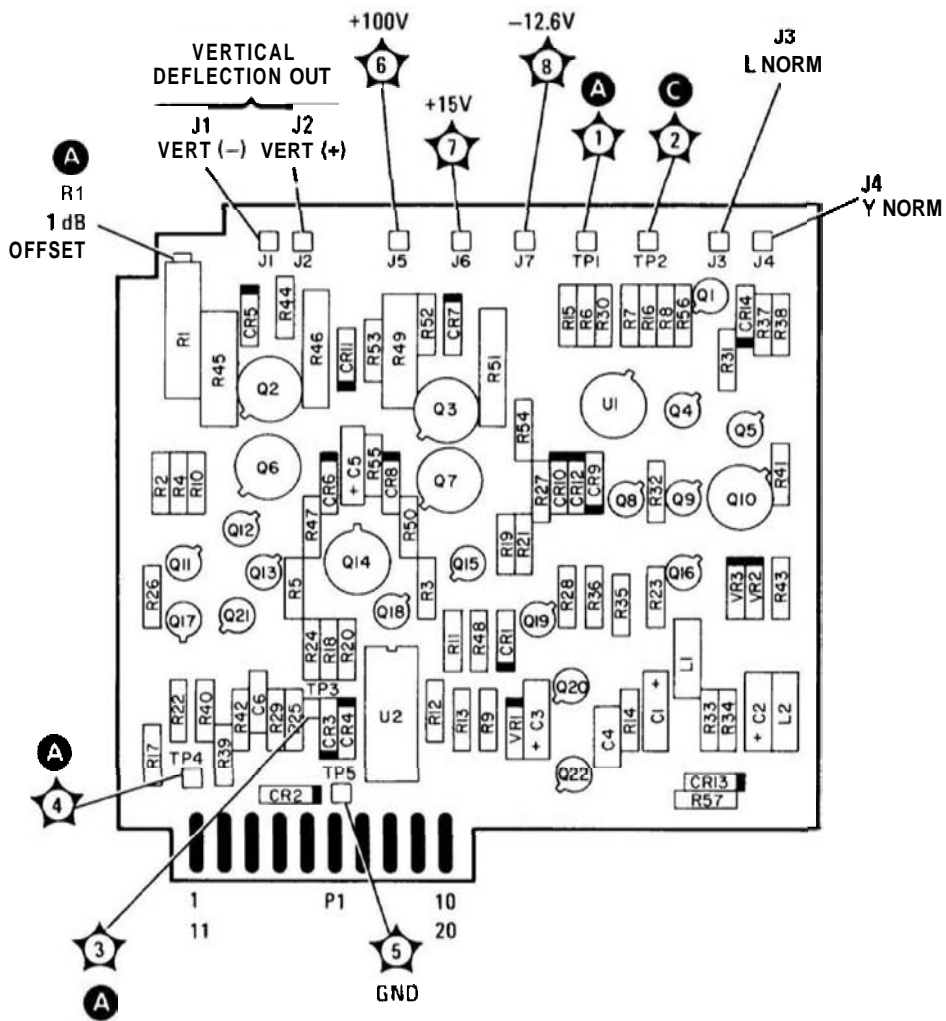 +100V
−12.6V
VERTICAL
DEFLECTION OUT
6
8
J3
L NORM
+15V
A
C
J1
VERT (−)
J2
VERT (+)
7
1
2
A
R1
1 dB
OFFSET
J4
Y NORM
J1 J2 J5 J6 J7 TP1 TP2 J3 J4
R1
R45
CR5
R44
R46
CR11
R53
R49
R52
CR7
R51
R15
R6
R30
R7
R16
R8
R56
Q1
CR14
R37
R38
R31
Q2
Q3
U1
Q4
Q5
R54
Q6
Q7
R2
R4
R10
CR6
+ C5
R55
CR8
R27
CR10
CR12
CR9
Q8
R32
Q9
Q10
R41
Q12
R47
R50
R19
R21
Q11
Q13
Q14
Q15
Q16
R26
R5
R3
R28
R36
R35
R23
VR3
VR2
R43
Q17
Q21
Q18
Q19
R24
R18
R20
R11
R48
CR1
L1
TP3
U2
Q20
R22
R40
R42
C6
R29
R25
CR3
CR4
R12
R13
R9
VR1
+ C3
C4
R14
C1 +
R33
R34
C2 +
L2
R17
R39
TP4
TP5
Q22
CR2
CR13
R57
A
4
1 P1 10
11 20
3
5
A
GND